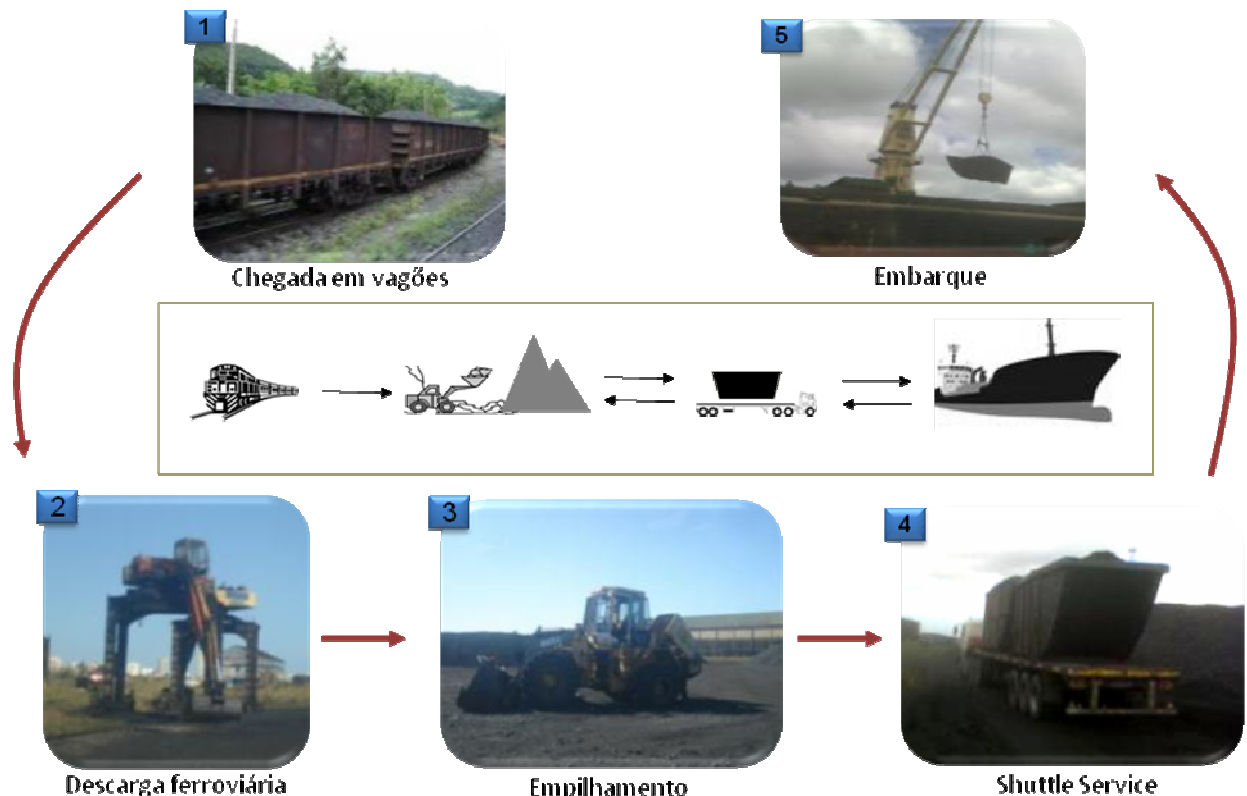 1
Chegada em vagões
5
Embarque
2
Descarga ferroviária
3
Empilhamento
4
Shuttle Service